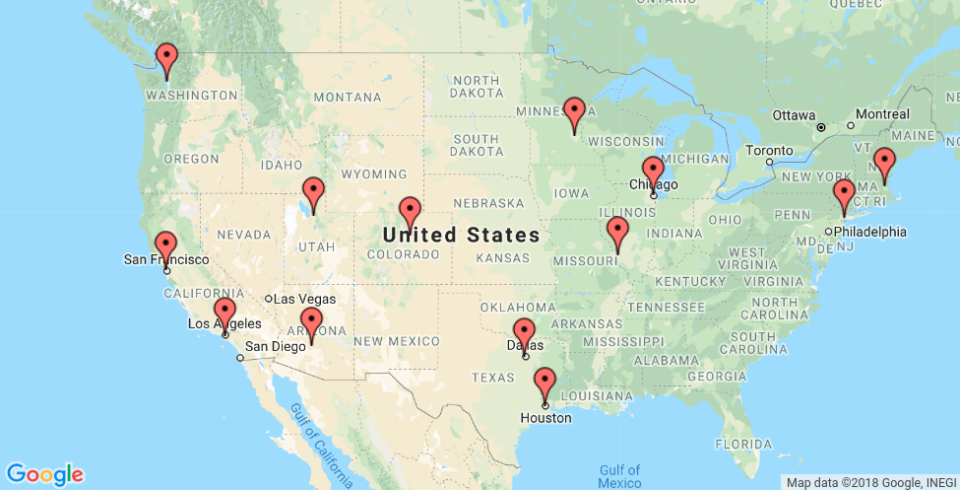 ONTARIO
QUEBEC
WASHINGTON
MONTANA
NORTH
DAKOTA
MINNESOTA
Ottawa
Montreal
MAINE
OREGON
IDAHO
SOUTH
DAKOTA
WISCONSIN
MICHIGAN
Toronto
VT
WYOMING
Chicago
NEW YORK
MA
CT RI
IOWA
NEBRASKA
ILLINOIS
INDIANA
OHIO
PENN
NEVADA
UTAH
COLORADO
United States
KANSAS
MISSOURI
WEST
VIRGINIA
MD
DE
NJ
Philadelphia
San Francisco
CALIFORNIA
Las Vegas
KENTUCKY
VIRGINIA
Los Angeles
ARIZONA
NEW MEXICO
OKLAHOMA
ARKANSAS
TENNESSEE
NORTH
CAROLINA
San Diego
Dallas
MISSISSIPPI
SOUTH
CAROLINA
TEXAS
ALABAMA
GEORGIA
LOUISIANA
Houston
Gulf of
California
FLORIDA
Gulf of
Mexico
Google
Map data ©2018 Google, INEGI